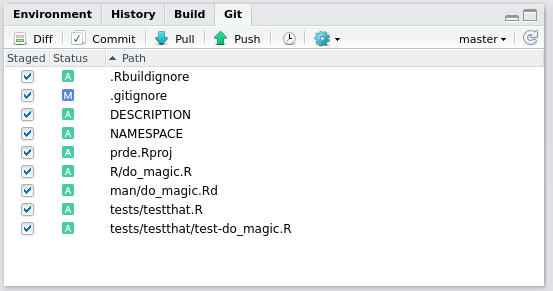 Environment History Build Git
Diff Commit Pull Push master
Staged Status Path
A .Rbuildignore
M .gitignore
A DESCRIPTION
A NAMESPACE
A prde.Rproj
A R/do_magic.R
A man/do_magic.Rd
A tests/testthat.R
A tests/testthat/test-do_magic.R